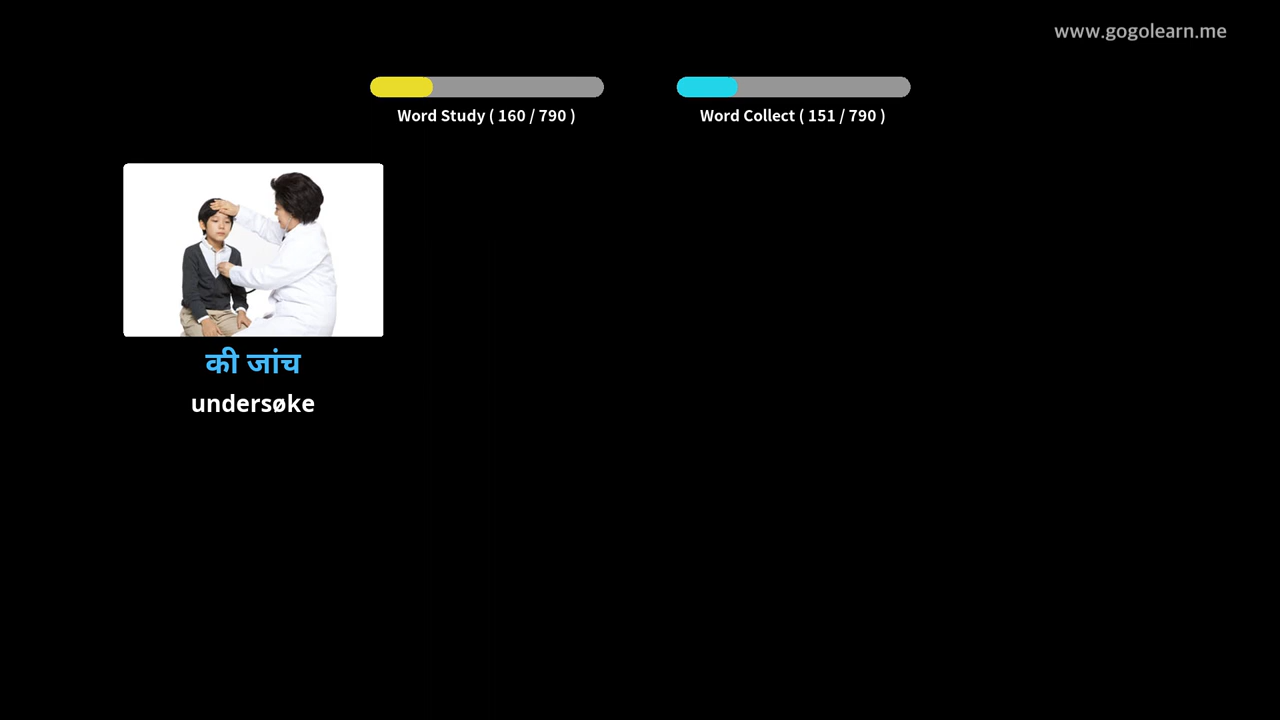 www.gogolearn.me
Word Study ( 160 / 790 )
Word Collect ( 151 / 790 )
की जांच
undersøke